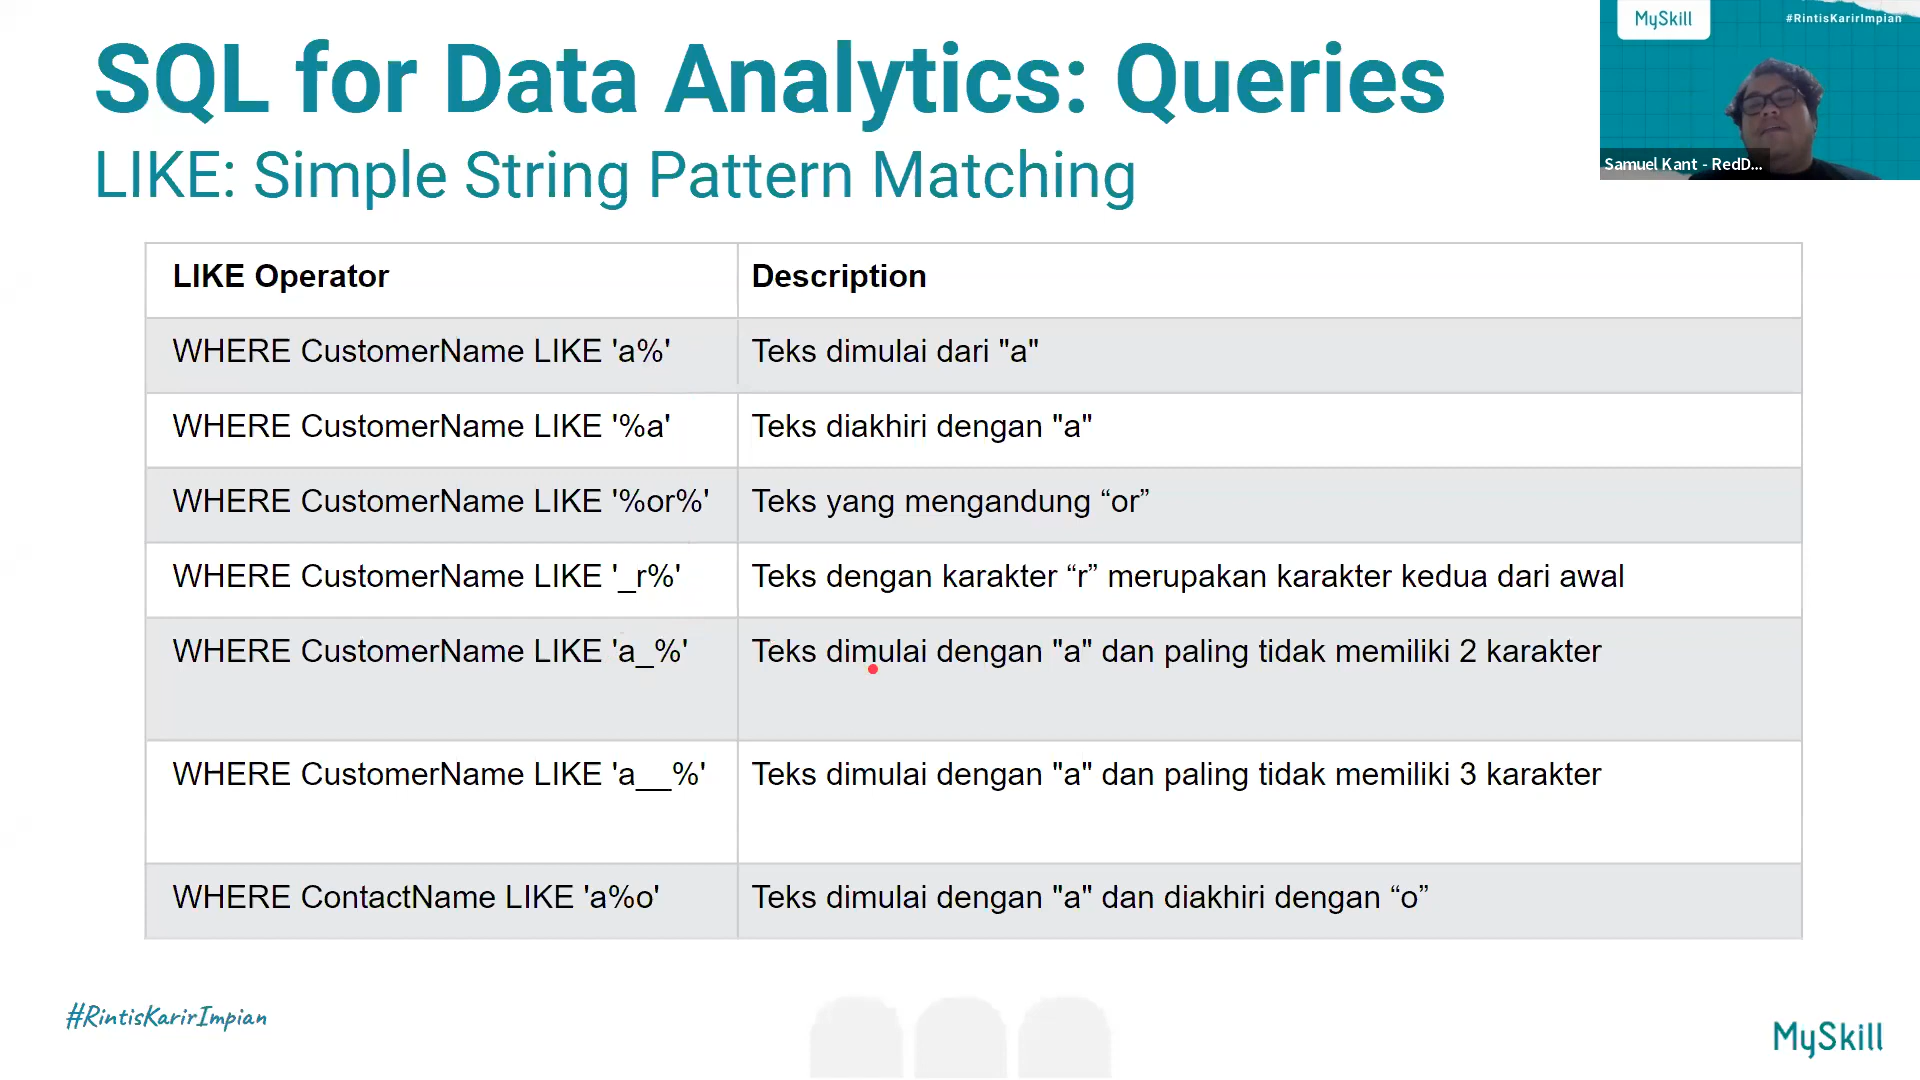 SQL for Data Analytics: Queries
LIKE: Simple String Pattern Matching
MySkill
#RintisKarirImpian
Samuel Kant - RedD...
LIKE Operator
Description
WHERE CustomerName LIKE 'a%'
Teks dimulai dari "a"
WHERE CustomerName LIKE '%a'
Teks diakhiri dengan "a"
WHERE CustomerName LIKE '%or%'
Teks yang mengandung “or”
WHERE CustomerName LIKE '_r%'
Teks dengan karakter “r” merupakan karakter kedua dari awal
WHERE CustomerName LIKE 'a_%'
Teks dimulai dengan "a" dan paling tidak memiliki 2 karakter
WHERE CustomerName LIKE 'a__%'
Teks dimulai dengan "a" dan paling tidak memiliki 3 karakter
WHERE ContactName LIKE 'a%o'
Teks dimulai dengan "a" dan diakhiri dengan “o”
#RintisKarirImpian
MySkill